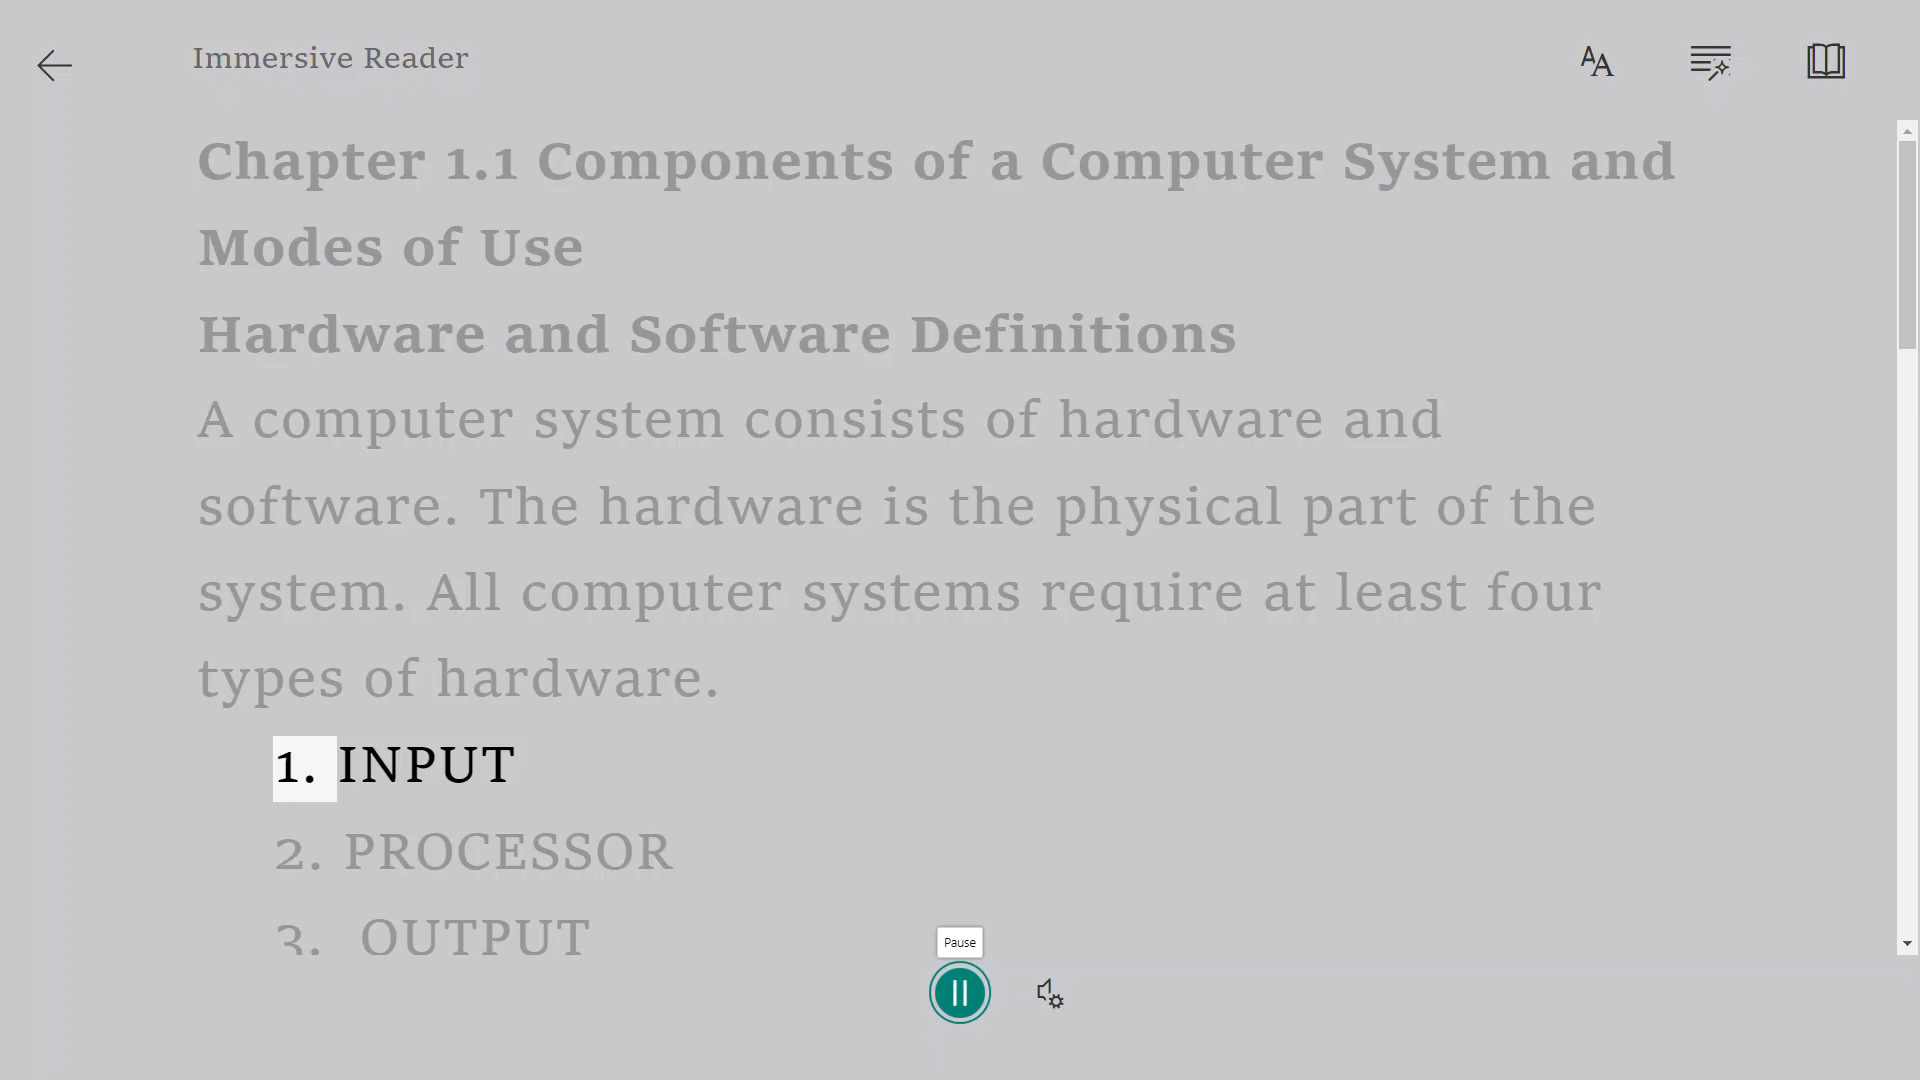 Immersive Reader
Chapter 1.1 Components of a Computer System and
Modes of Use
Hardware and Software Definitions
A computer system consists of hardware and
software. The hardware is the physical part of the
system. All computer systems require at least four
types of hardware.
1. INPUT
2. PROCESSOR
3. OUTPUT
Pause